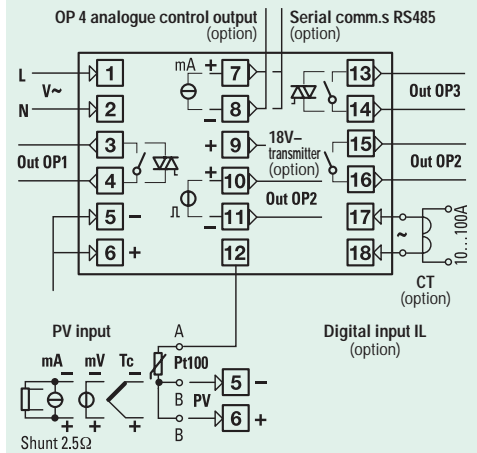 OP 4 analogue control output
(option)
Serial comm.s RS485
(option)
L
V~
N
1
2
mA
+
7
8
−
13
14
Out OP3
Out OP1
3
4
+
9
18V⎓
transmitter
(option)
15
16
Out OP2
+
10
11
−
Out OP2
5 −
6 +
12
17
18
~
10...100A
CT
(option)
PV input
Digital input IL
(option)
mA
mV
Tc
−
−
−
+
+
+
Shunt 2.5Ω
A
Pt100
B
PV
B
5 −
6 +